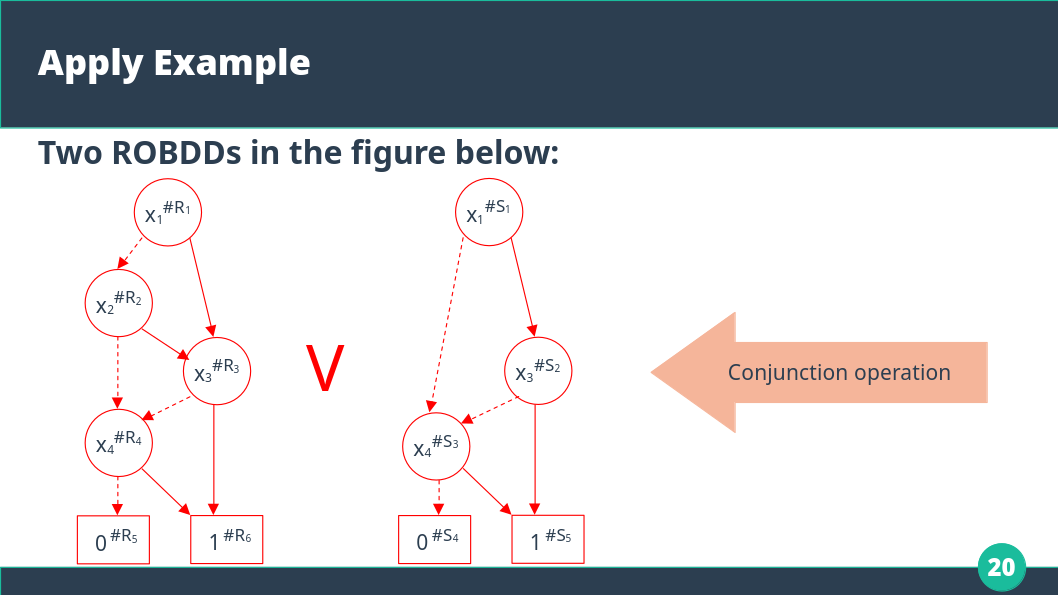 Apply Example
Two ROBDDs in the figure below:
x1#R1
x1#S1
x2#R2
x3#R3
V
x3#S2
Conjunction operation
x4#R4
x4#S3
0#R5
1#R6
0#S4
1#S5
20